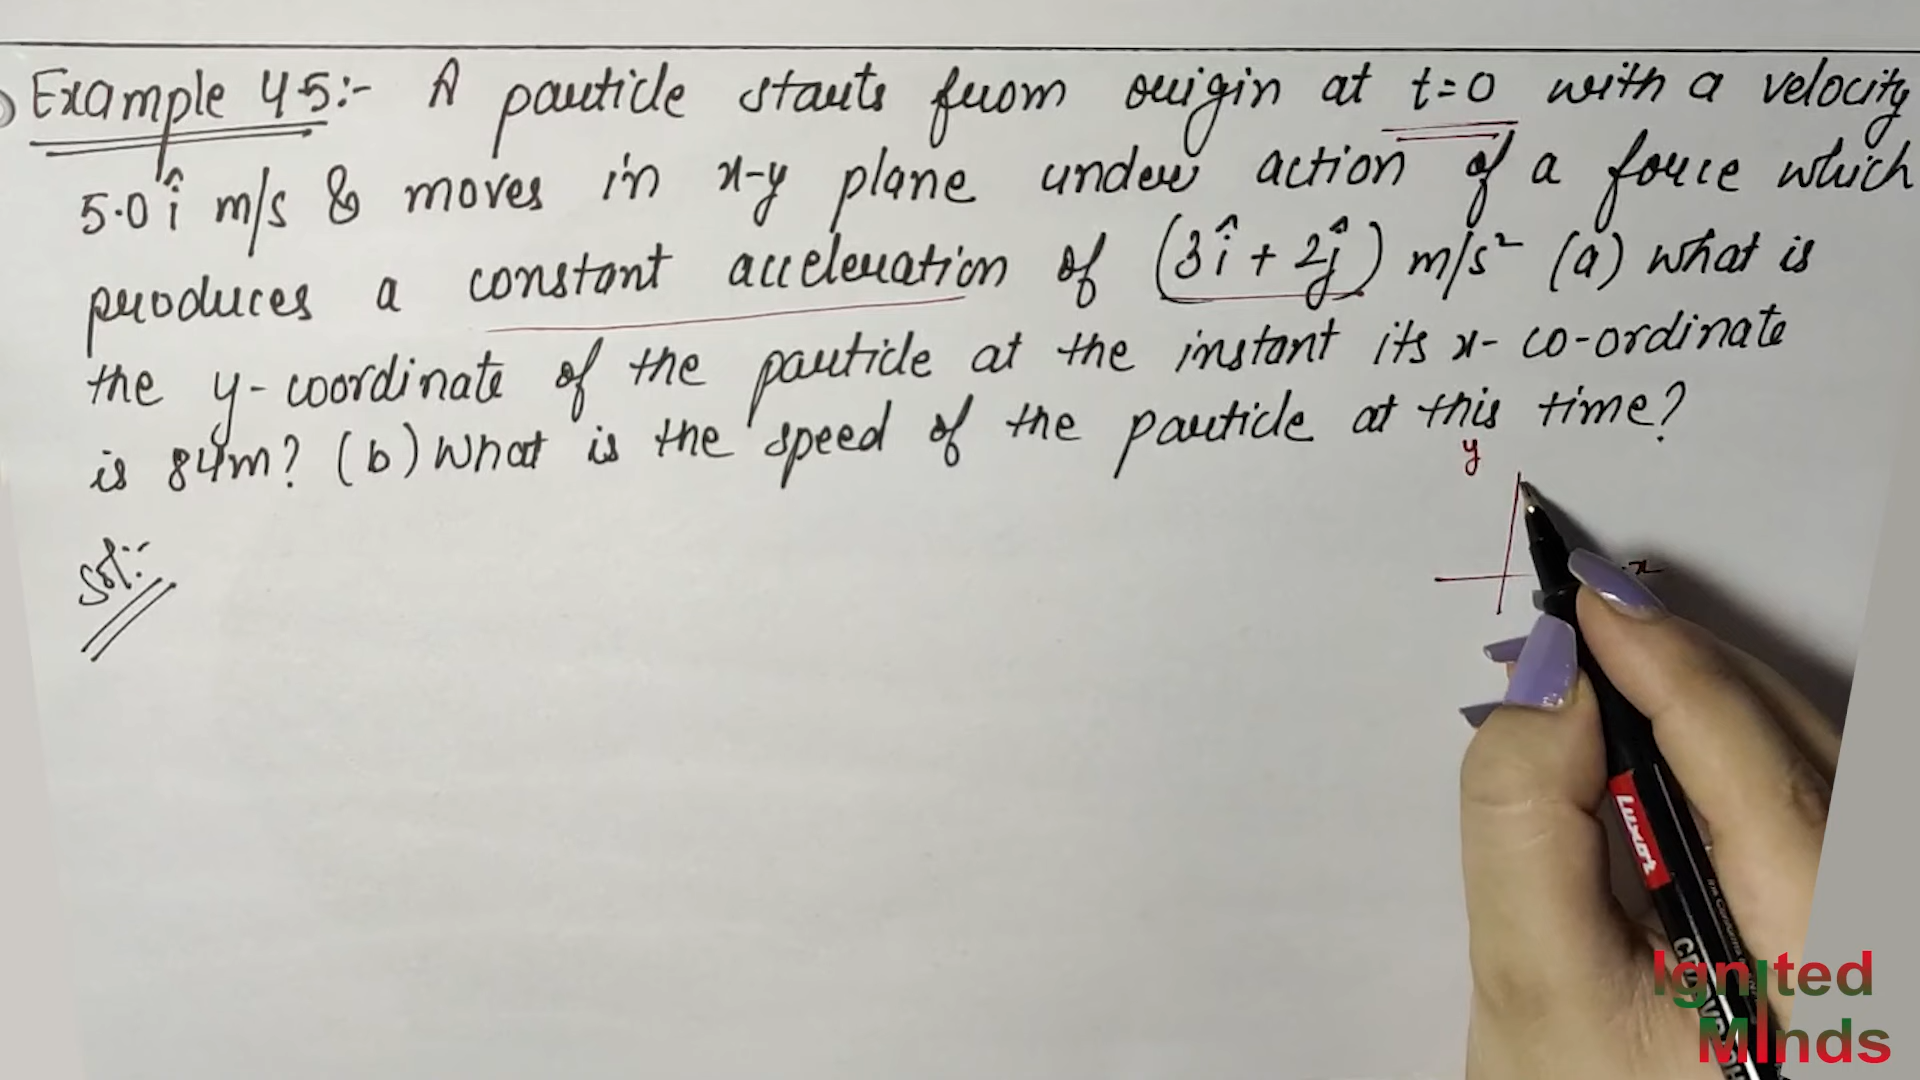 Example 4.5:- A particle starts from origin at t=0 with a velocity
5.0 î m/s & moves in x-y plane under action of a force which
produces a constant acceleration of (3î + 2ĵ) m/s² (a) what is
the y-coordinate of the particle at the instant its x-co-ordinate
is 84m? (b) What is the speed of the particle at this time?
y
x
Sol:-
Luxor
Ignited
Minds